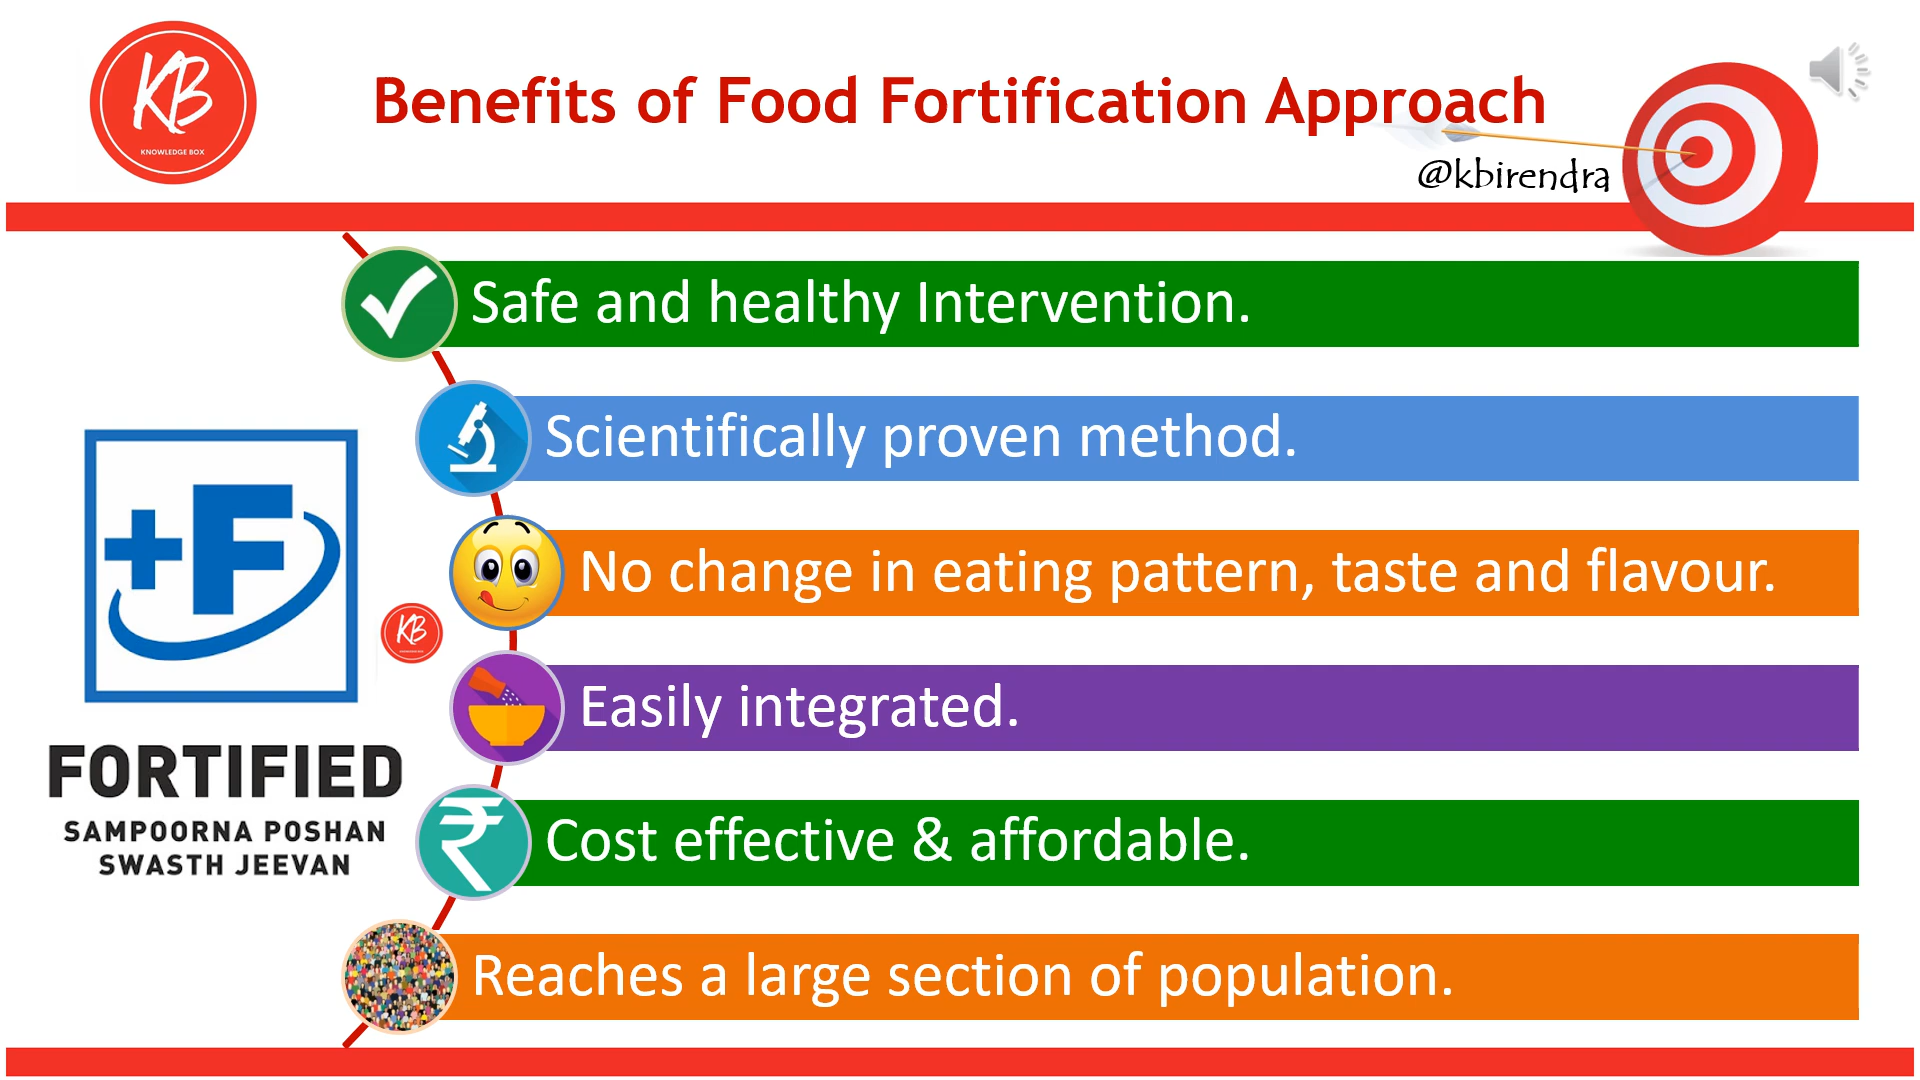 KB
KNOWLEDGE BOX
Benefits of Food Fortification Approach
@kbirendra
Safe and healthy Intervention.
Scientifically proven method.
No change in eating pattern, taste and flavour.
Easily integrated.
Cost effective & affordable.
Reaches a large section of population.
+F
KB
FORTIFIED
SAMPOORNA POSHAN
SWASTH JEEVAN
₹